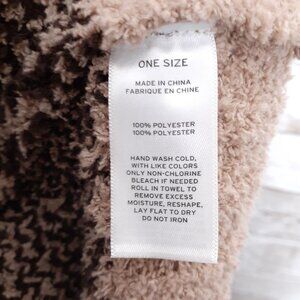 ONE SIZE
MADE IN CHINA
FABRIQUE EN CHINE
100% POLYESTER
100% POLYESTER
HAND WASH COLD,
WITH LIKE COLORS
ONLY NON-CHLORINE
BLEACH IF NEEDED
ROLL IN TOWEL TO
REMOVE EXCESS
MOISTURE, RESHAPE,
LAY FLAT TO DRY
DO NOT IRON